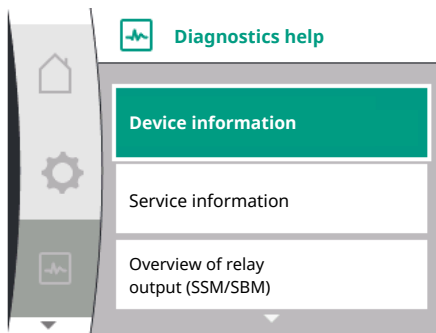 Diagnostics help
Device information
Service information
Overview of relay
output (SSM/SBM)